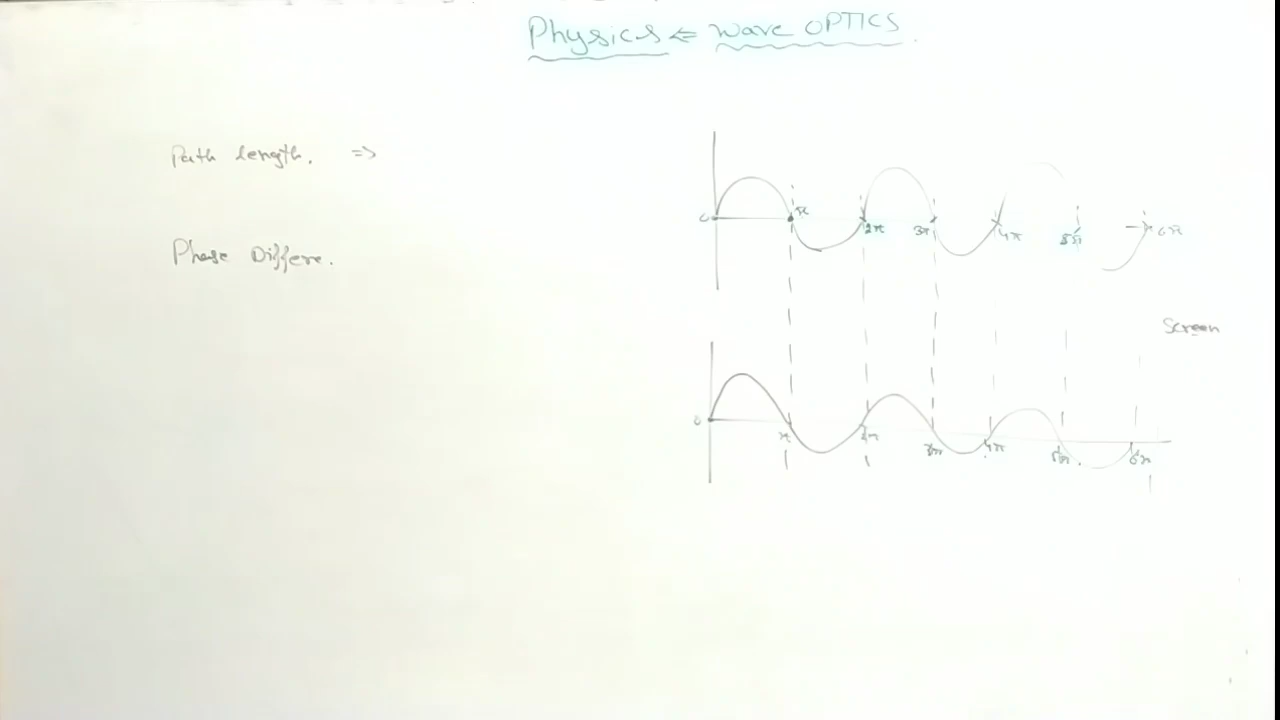 Physics ⇐ Wave OPTICS
Path length. ⇒
Phase Differe.
0 π 2π 3π 4π 5π 6π
Screen
0 π 2π 3π 4π 5π 6π